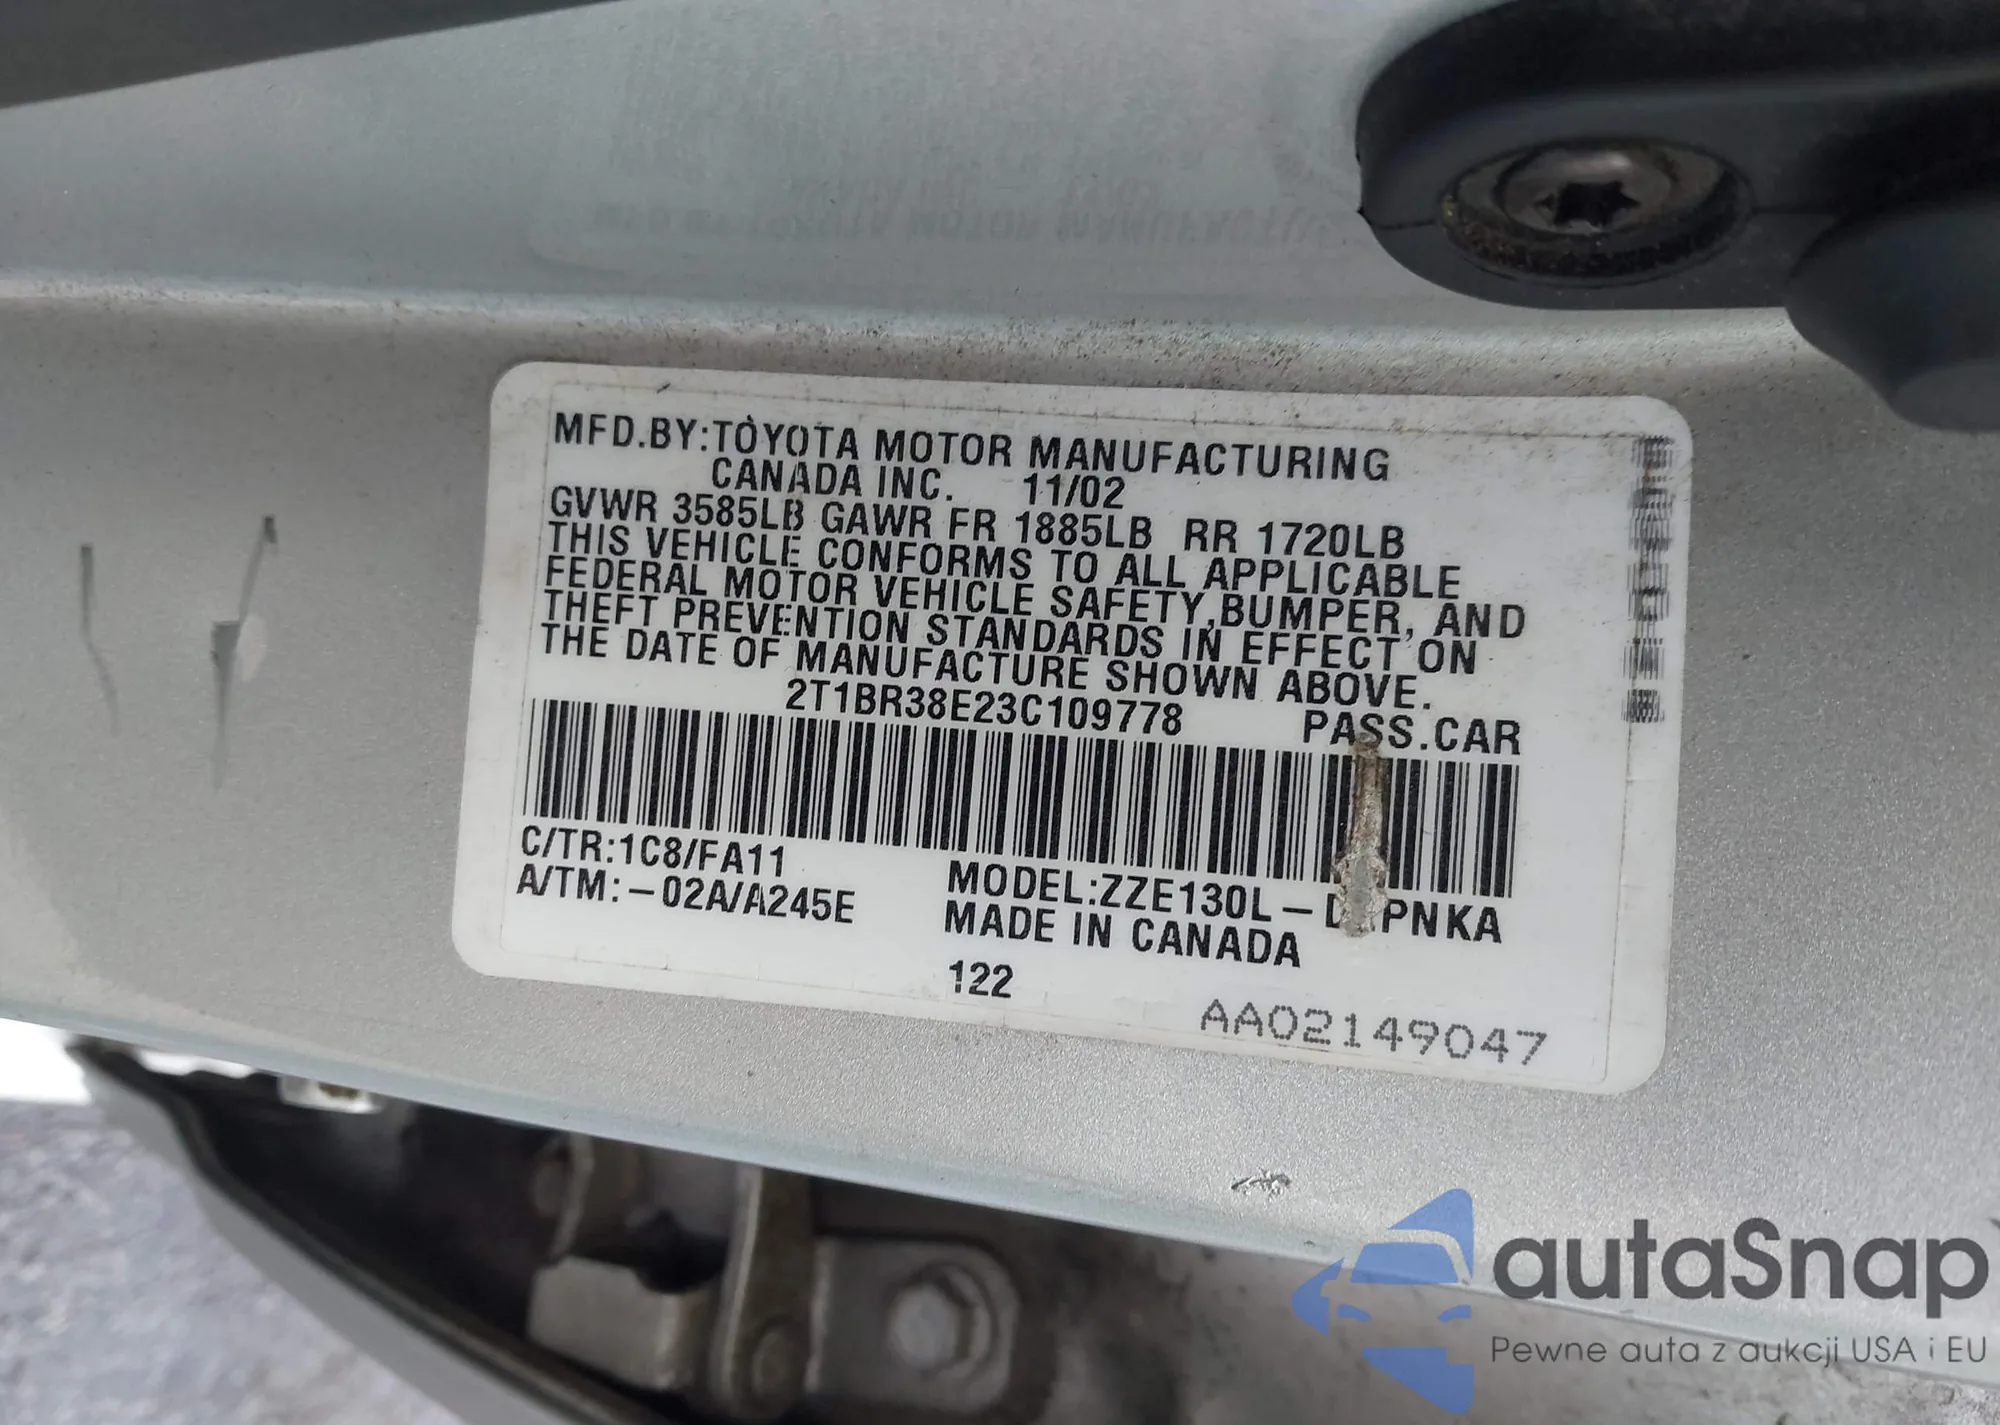 MFD.BY:TOYOTA MOTOR MANUFACTURING
CANADA INC. 11/02
GVWR 3585LB GAWR FR 1885LB RR 1720LB
THIS VEHICLE CONFORMS TO ALL APPLICABLE
FEDERAL MOTOR VEHICLE SAFETY,BUMPER, AND
THEFT PREVENTION STANDARDS IN EFFECT ON
THE DATE OF MANUFACTURE SHOWN ABOVE.
2T1BR38E23C109778 PASS.CAR
C/TR:1C8/FA11
A/TM:-02A/A245E
MODEL:ZZE130L-
MADE IN CANADA
122
AA02149047
autaSnap
Pewne auta z aukcji USA i EU